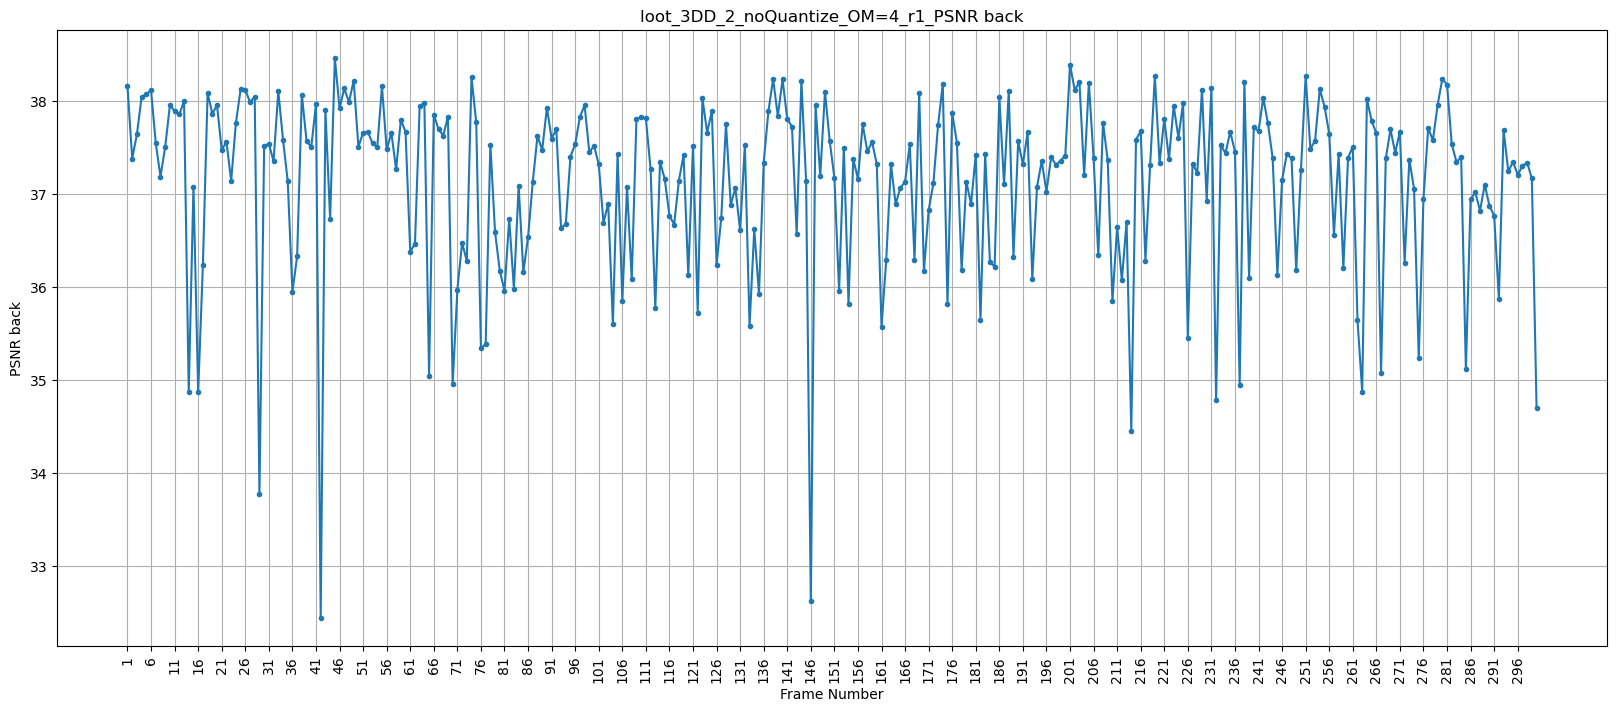 loot_3DD_2_noQuantize_OM=4_r1_PSNR back
PSNR back
38
37
36
35
34
33
1 6 11 16 21 26 31 36 41 46 51 56 61 66 71 76 81 86 91 96 101 106 111 116 121 126 131 136 141 146 151 156 161 166 171 176 181 186 191 196 201 206 211 216 221 226 231 236 241 246 251 256 261 266 271 276 281 286 291 296
Frame Number